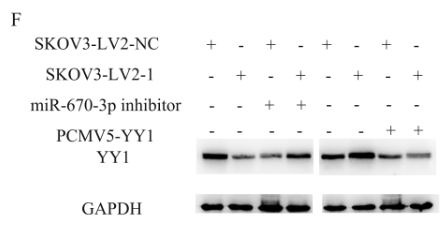 F
SKOV3-LV2-NC + - + - + - + -
SKOV3-LV2-1 - + - + - + - +
miR-670-3p inhibitor - - + + - - - -
PCMV5-YY1 - - - - - - + +
YY1
GAPDH